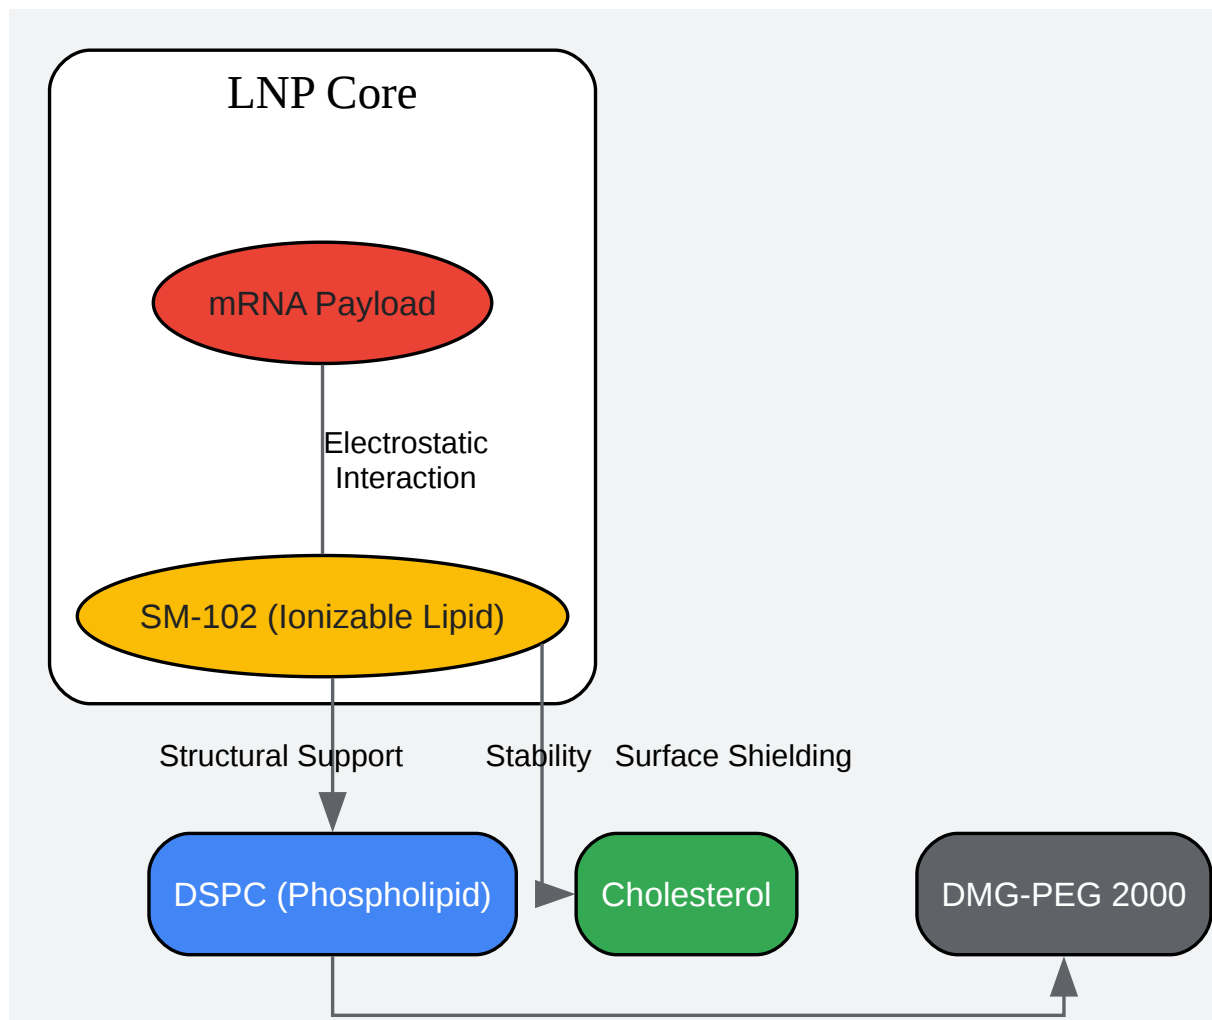 LNP Core
mRNA Payload
Electrostatic
Interaction
SM-102 (Ionizable Lipid)
Structural Support
Stability
Surface Shielding
DSPC (Phospholipid)
Cholesterol
DMG-PEG 2000